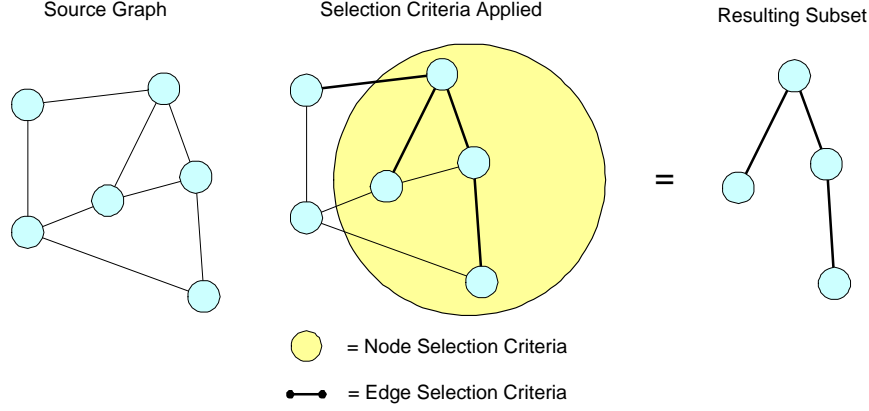 Source Graph
Selection Criteria Applied
Resulting Subset
=
= Node Selection Criteria
= Edge Selection Criteria